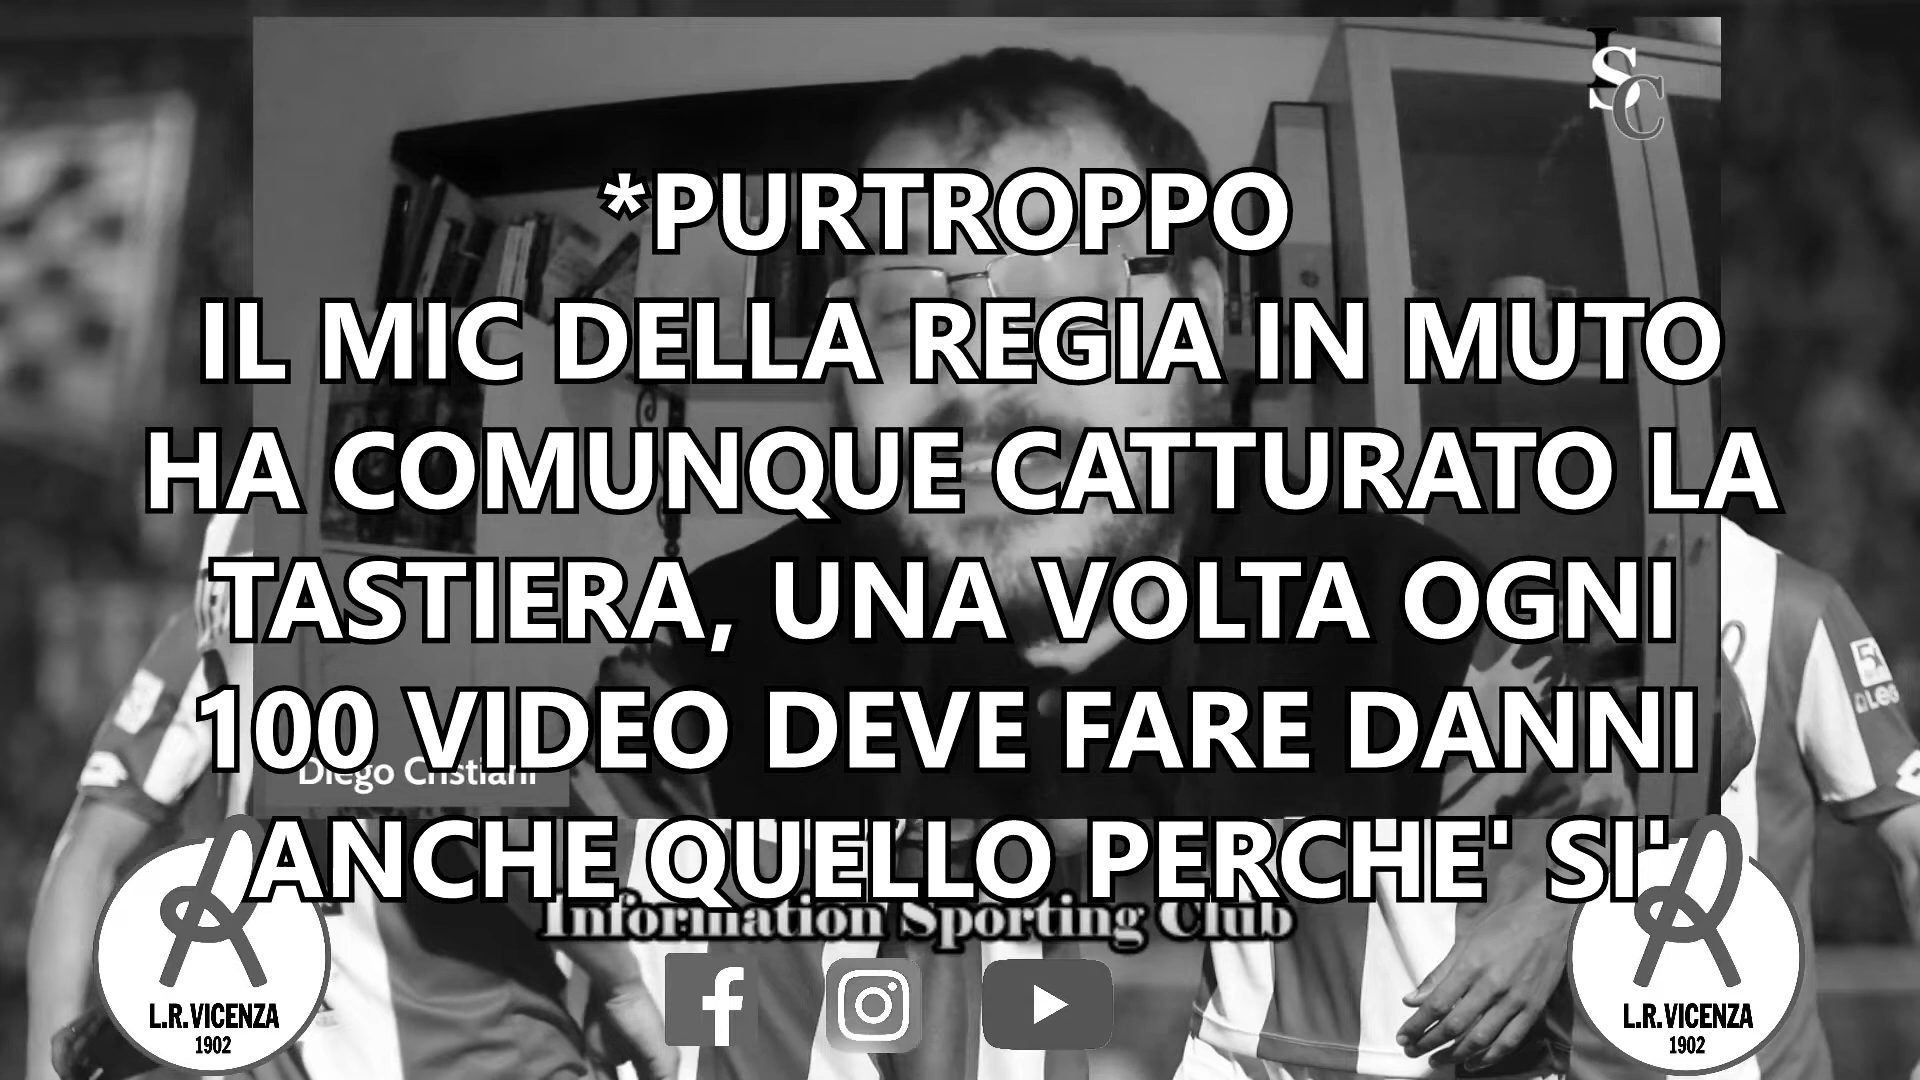 ISC
*PURTROPPO
IL MIC DELLA REGIA IN MUTO
HA COMUNQUE CATTURATO LA
TASTIERA, UNA VOLTA OGNI
100 VIDEO DEVE FARE DANNI
Diego Cristiani
ANCHE QUELLO PERCHE' SI'
Information Sporting Club
L.R.VICENZA
1902
L.R.VICENZA
1902